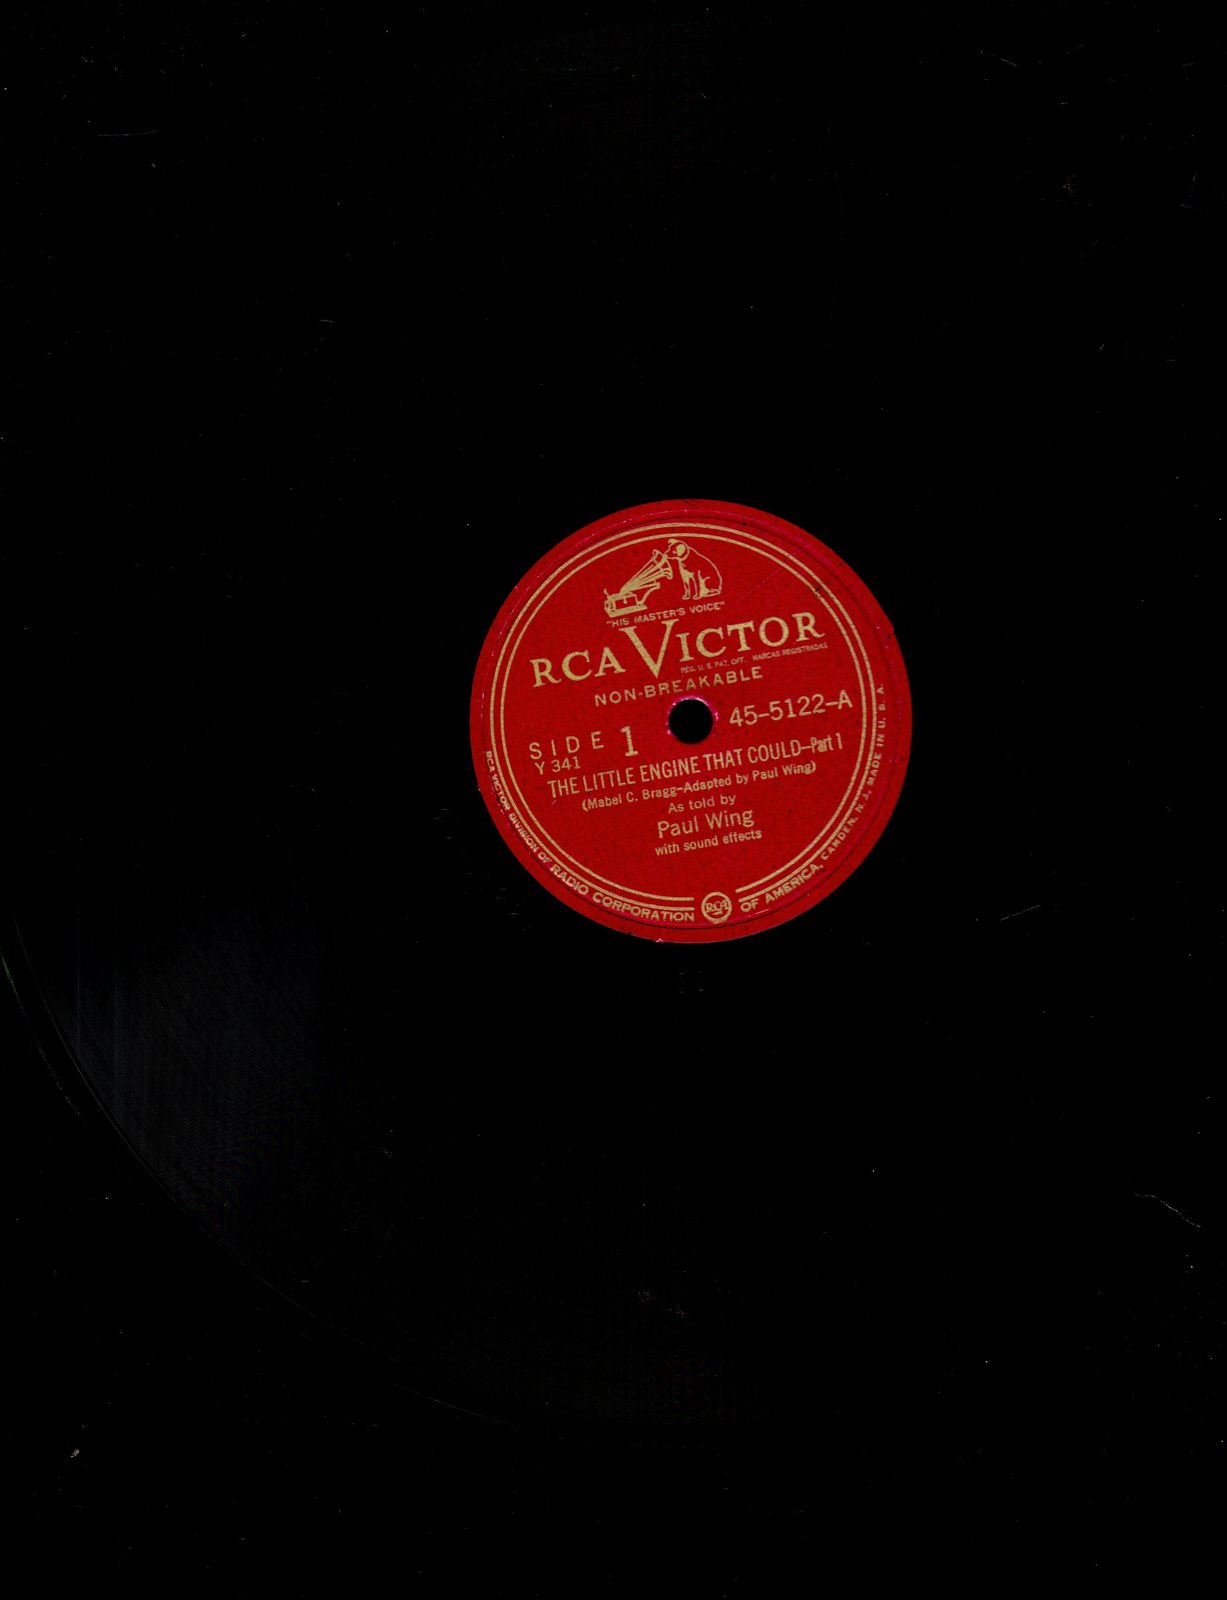 "HIS MASTER'S VOICE"
RCA VICTOR
REG. U. S. PAT. OFF. MARCAS REGISTRADAS
NON-BREAKABLE
SIDE 1
45-5122-A
Y 341
THE LITTLE ENGINE THAT COULD-Part 1
(Mabel C. Bragg-Adapted by Paul Wing)
As told by
Paul Wing
with sound effects
RCA VICTOR DIVISION OF RADIO CORPORATION RCA OF AMERICA, CAMDEN, N. J., MADE IN U. S. A.